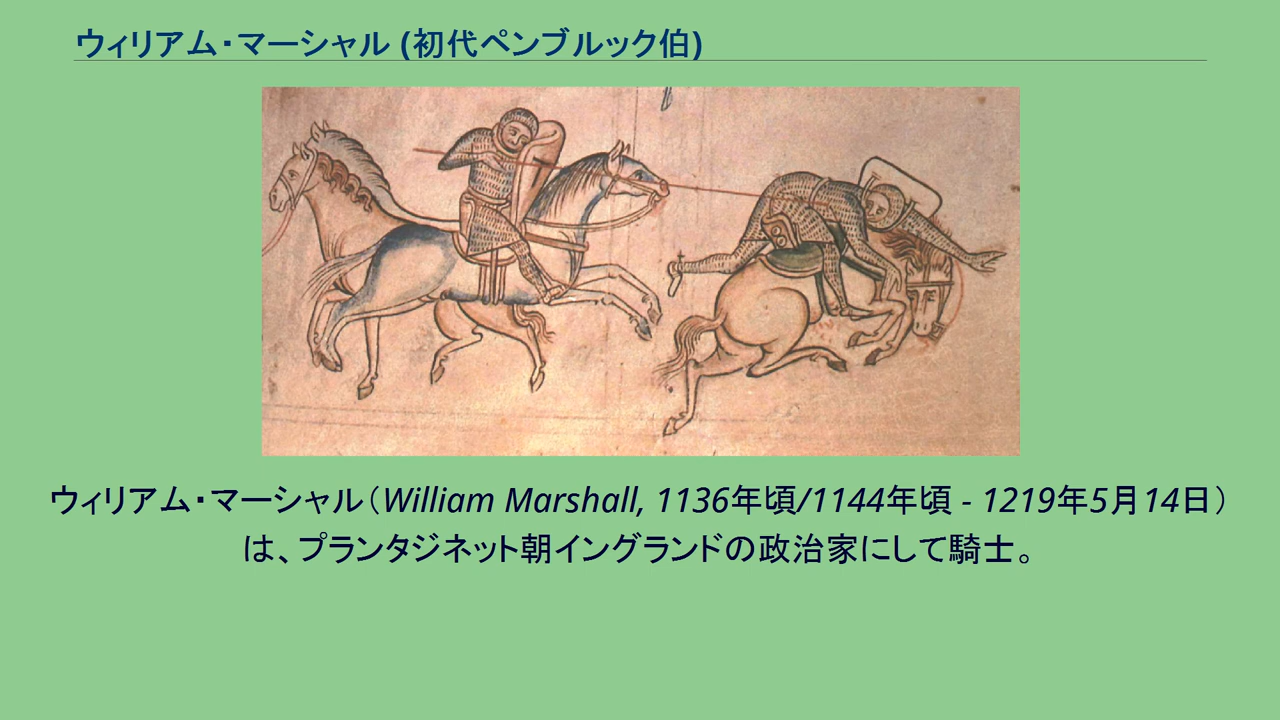 ウィリアム・マーシャル (初代ペンブルック伯)
ウィリアム・マーシャル（William Marshall, 1136年頃/1144年頃 - 1219年5月14日）
は、プランタジネット朝イングランドの政治家にして騎士。